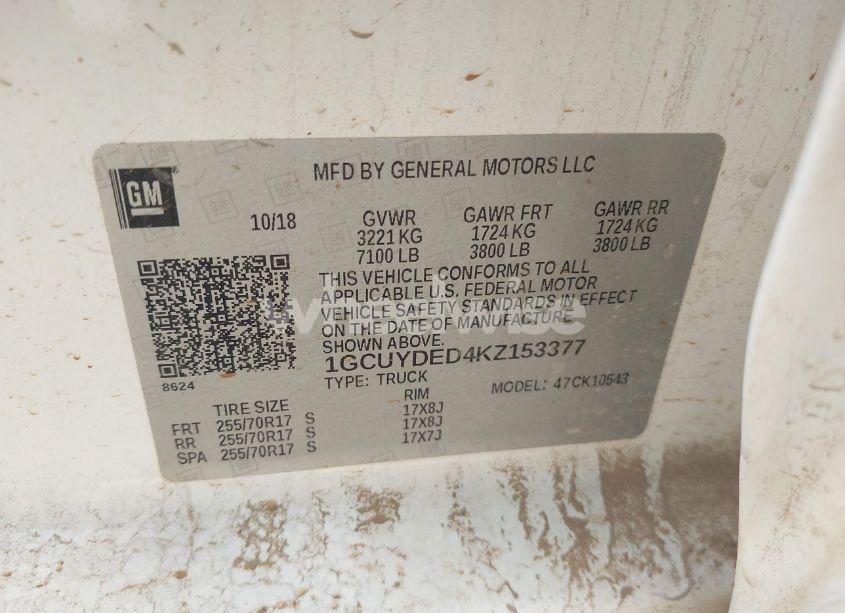 GM
MFD BY GENERAL MOTORS LLC
10/18 GVWR GAWR FRT GAWR RR
3221 KG 1724 KG 1724 KG
7100 LB 3800 LB 3800 LB
THIS VEHICLE CONFORMS TO ALL
APPLICABLE U.S. FEDERAL MOTOR
VEHICLE SAFETY STANDARDS IN EFFECT
ON THE DATE OF MANUFACTURE
SHOWN ABOVE.
1GCUYDED4KZ153377
8624 TYPE: TRUCK MODEL: 47CK10543
TIRE SIZE RIM
FRT 255/70R17 S 17X8J
RR 255/70R17 S 17X8J
SPA 255/70R17 S 17X7J